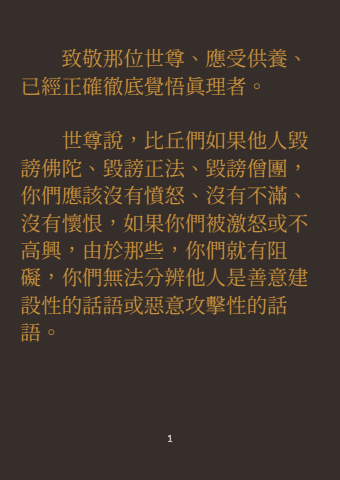 致敬那位世尊、應受供養、
已經正確徹底覺悟眞理者。
世尊說，比丘們如果他人毀
謗佛陀、毀謗正法、毀謗僧團，
你們應該沒有憤怒、沒有不滿、
沒有懷恨，如果你們被激怒或不
高興，由於那些，你們就有阻
礙，你們無法分辨他人是善意建
設性的話語或惡意攻擊性的話
語。
1